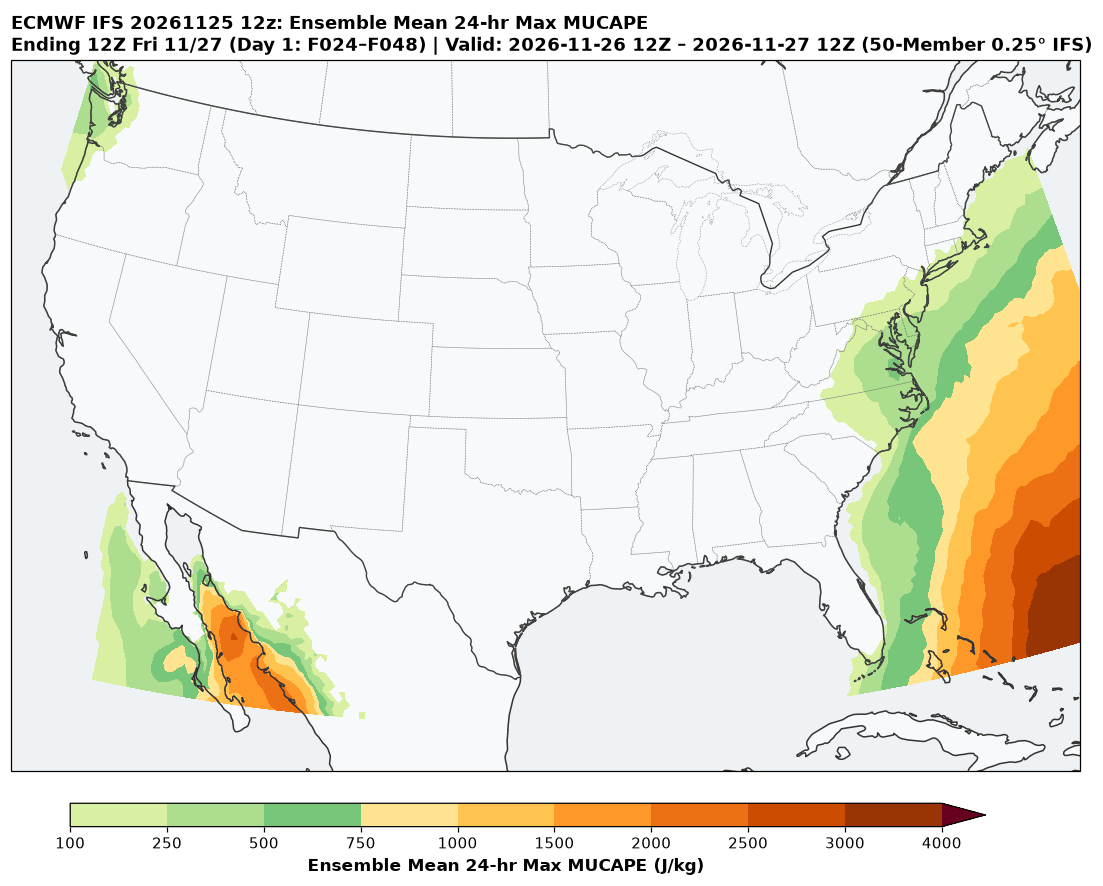 ECMWF IFS 20261125 12z: Ensemble Mean 24-hr Max MUCAPE
Ending 12Z Fri 11/27 (Day 1: F024–F048) | Valid: 2026-11-26 12Z – 2026-11-27 12Z (50-Member 0.25° IFS)
100 250 500 750 1000 1500 2000 2500 3000 4000
Ensemble Mean 24-hr Max MUCAPE (J/kg)